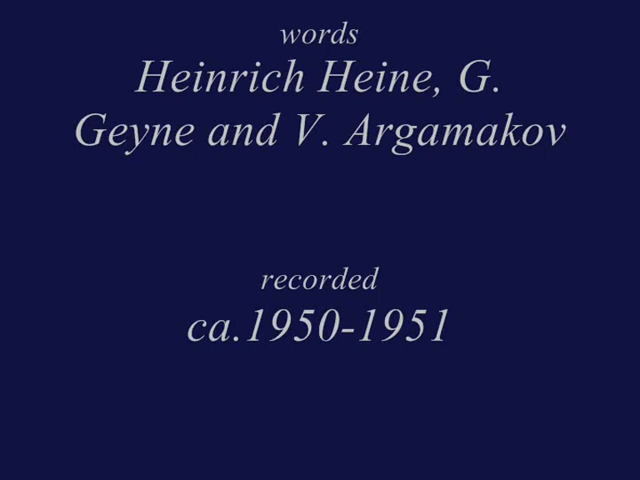 words
Heinrich Heine, G.
Geyne and V. Argamakov
recorded
ca.1950-1951